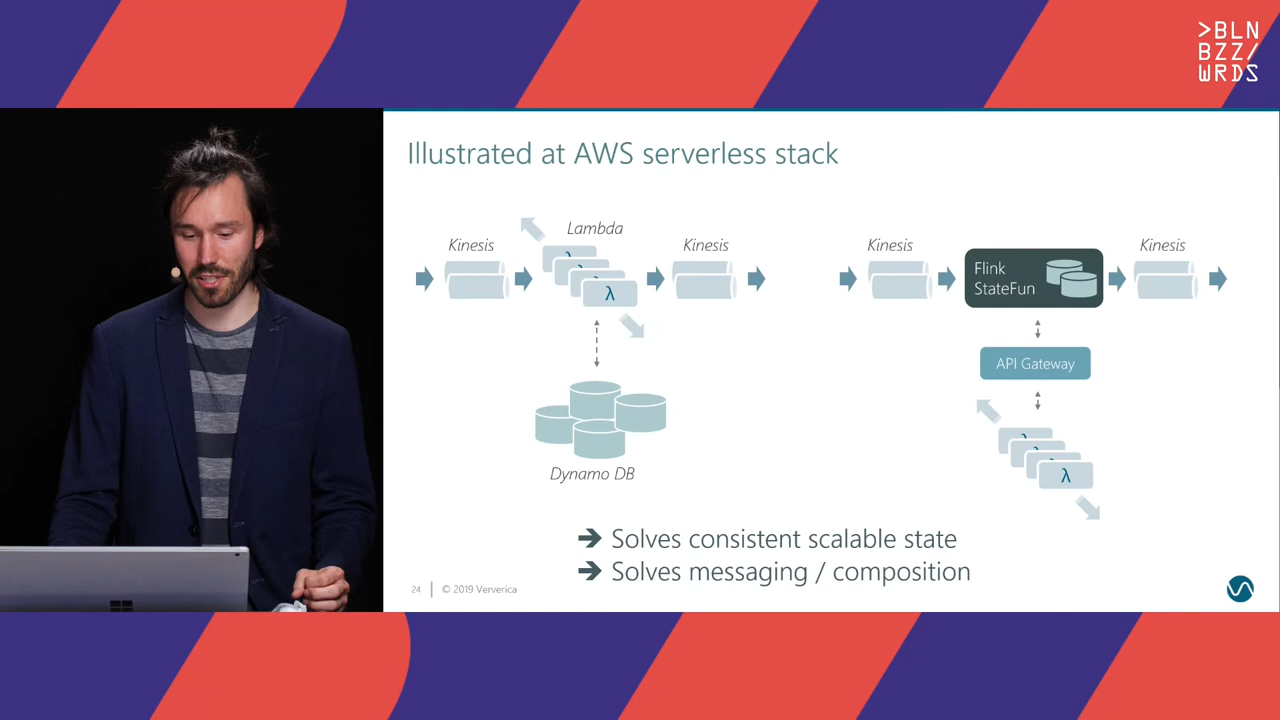 >BLN
BZZ/
WRDS
Illustrated at AWS serverless stack
Kinesis
Lambda
Kinesis
λ
Dynamo DB
Kinesis
Flink
StateFun
Kinesis
API Gateway
λ
➔ Solves consistent scalable state
➔ Solves messaging / composition
24 | © 2019 Ververica